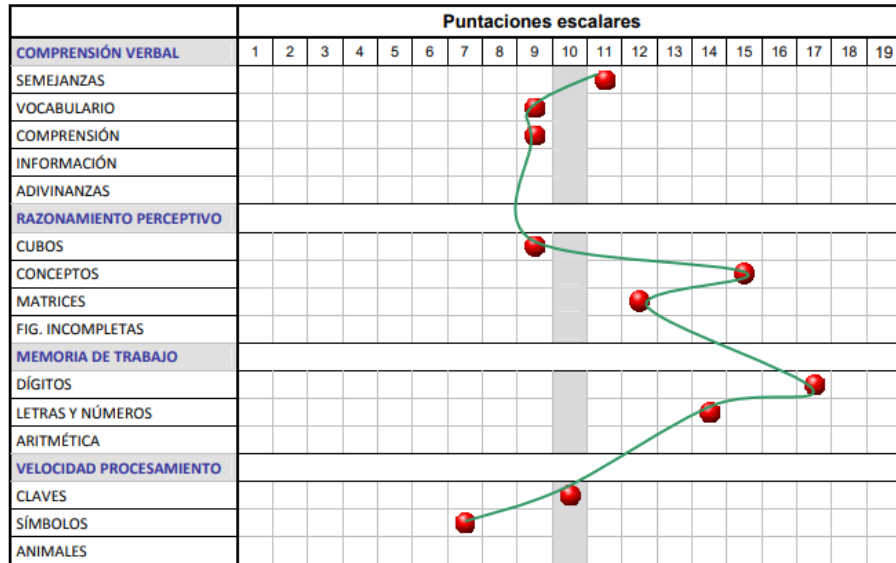 Puntaciones escalares
COMPRENSIÓN VERBAL 1 2 3 4 5 6 7 8 9 10 11 12 13 14 15 16 17 18 19
SEMEJANZAS
VOCABULARIO
COMPRENSIÓN
INFORMACIÓN
ADIVINANZAS
RAZONAMIENTO PERCEPTIVO
CUBOS
CONCEPTOS
MATRICES
FIG. INCOMPLETAS
MEMORIA DE TRABAJO
DÍGITOS
LETRAS Y NÚMEROS
ARITMÉTICA
VELOCIDAD PROCESAMIENTO
CLAVES
SÍMBOLOS
ANIMALES